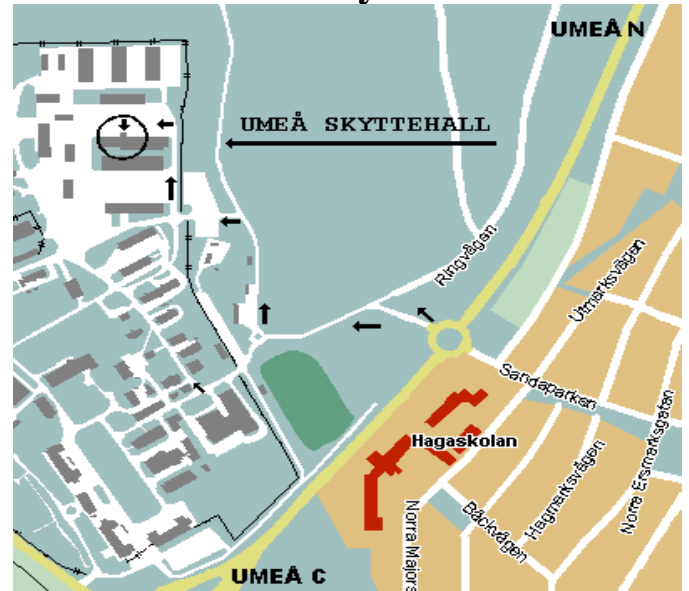 UMEÅ N
UMEÅ SKYTTEHALL
Ringvägen
Utmarksvägen
Sandaparken
Hagaskolan
Norra Ersmarksgatan
Hagmarksvägen
Bäckvägen
Norra Majors
UMEÅ C